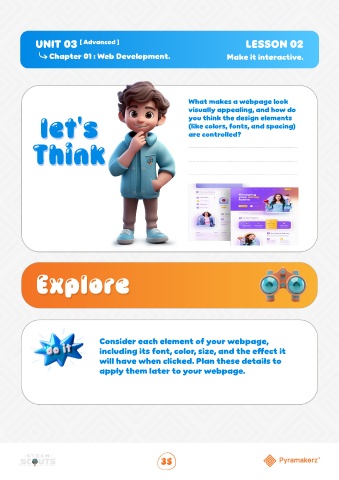 UNIT 03 [ Advanced ]
LESSON 02
Chapter 01 : Web Development.
Make it interactive.
let's
Think
What makes a webpage look
visually appealing, and how do
you think the design elements
(like colors, fonts, and spacing)
are controlled?
Explore
do it
Consider each element of your webpage,
including its font, color, size, and the effect it
will have when clicked. Plan these details to
apply them later to your webpage.
SCOUTS
35
Pyramakerz